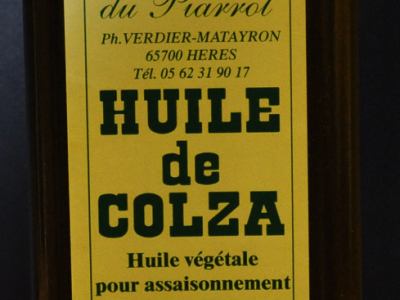 du Piarrot
Ph.VERDIER-MATAYRON
65700 HERES
Tél. 05 62 31 90 17
HUILE
de
COLZA
Huile végétale
pour assaisonnement